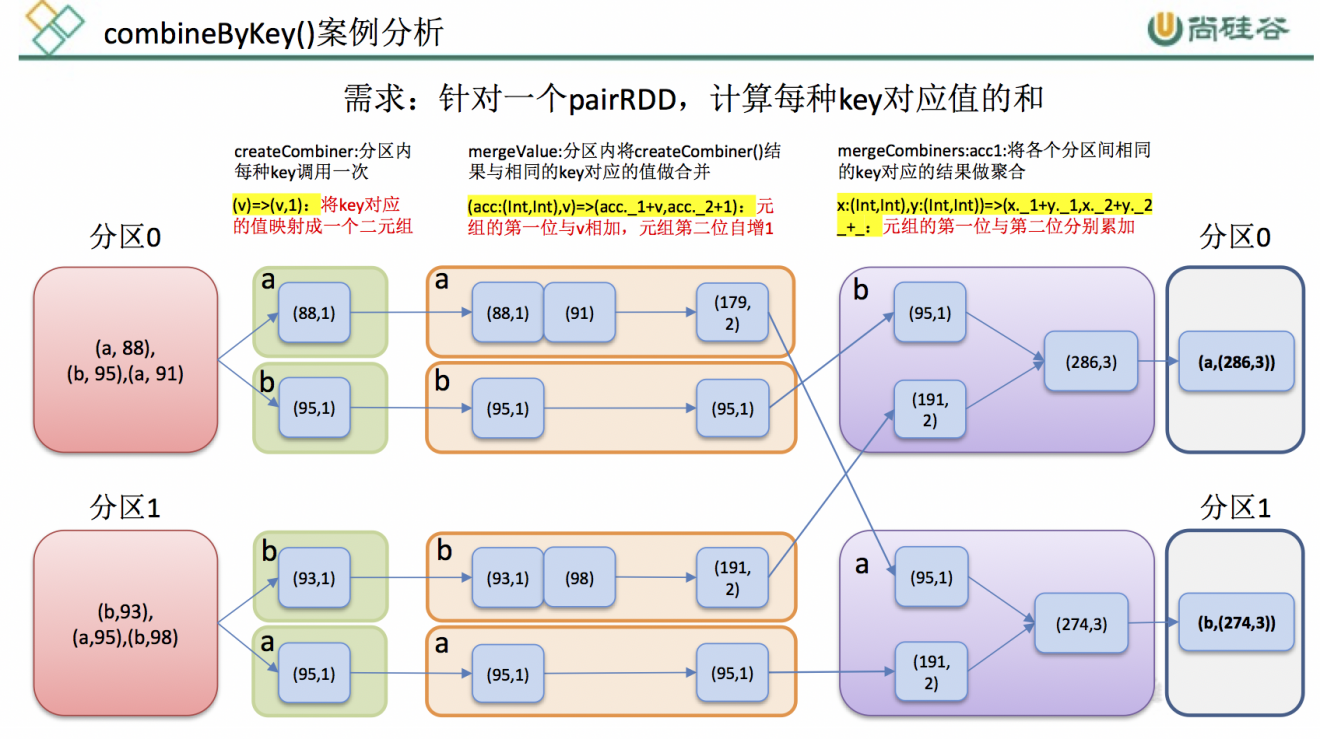 combineByKey()案例分析
尚硅谷
需求：针对一个pairRDD，计算每种key对应值的和
createCombiner:分区内
每种key调用一次
(v)=>(v,1)：将key对应
的值映射成一个二元组
mergeValue:分区内将createCombiner()结
果与相同的key对应的值做合并
(acc:(Int,Int),v)=>(acc._1+v,acc._2+1)：元
组的第一位与v相加，元组第二位自增1
mergeCombiners:acc1:将各个分区间相同
的key对应的结果做聚合
x:(Int,Int),y:(Int,Int))=>(x._1+y._1,x._2+y._2
_+_：元组的第一位与第二位分别累加
分区0
(a, 88),
(b, 95),(a, 91)
a
(88,1)
b
(95,1)
a
(88,1)
(91)
(179,
2)
b
(95,1)
(95,1)
b
(95,1)
(191,
2)
(286,3)
分区0
(a,(286,3))
分区1
(b,93),
(a,95),(b,98)
b
(93,1)
a
(95,1)
b
(93,1)
(98)
(191,
2)
a
(95,1)
(95,1)
a
(95,1)
(191,
2)
(274,3)
分区1
(b,(274,3))